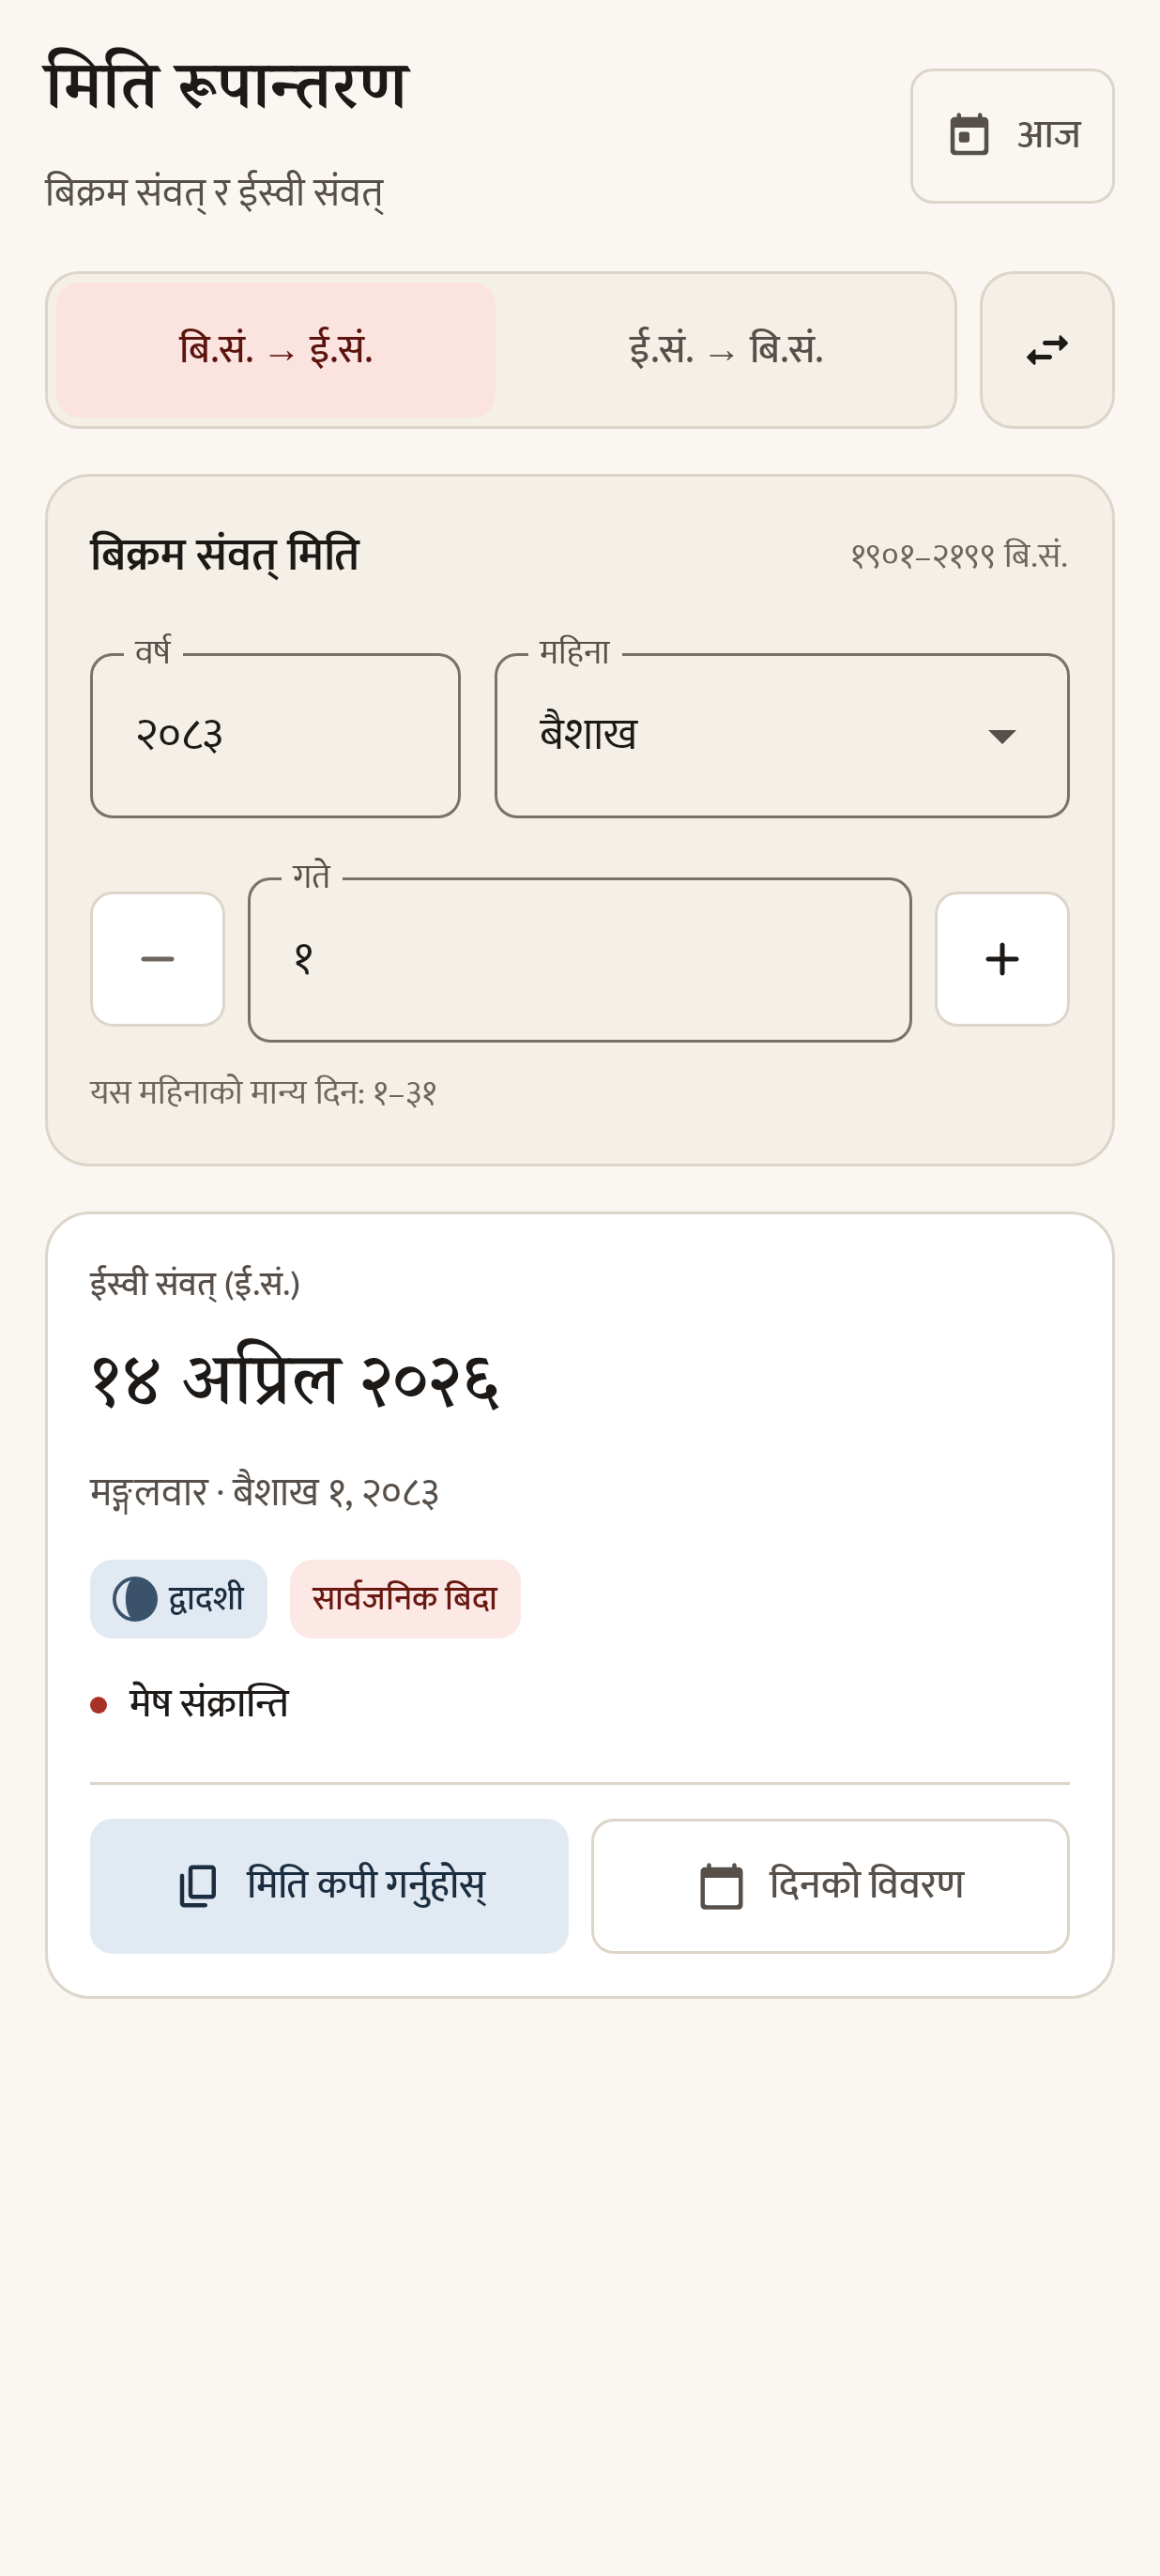 मिति रूपान्तरण
आज
बिक्रम संवत् र ईस्वी संवत्
बि.सं. → ई.सं.
ई.सं. → बि.सं.
बिक्रम संवत् मिति
१९०१–२१९९ बि.सं.
वर्ष
महिना
२०८३
बैशाख
गते
१
यस महिनाको मान्य दिन: १–३१
ईस्वी संवत् (ई.सं.)
१४ अप्रिल २०२६
मङ्गलवार · बैशाख १, २०८३
द्वादशी
सार्वजनिक बिदा
मेष संक्रान्ति
मिति कपी गर्नुहोस्
दिनको विवरण